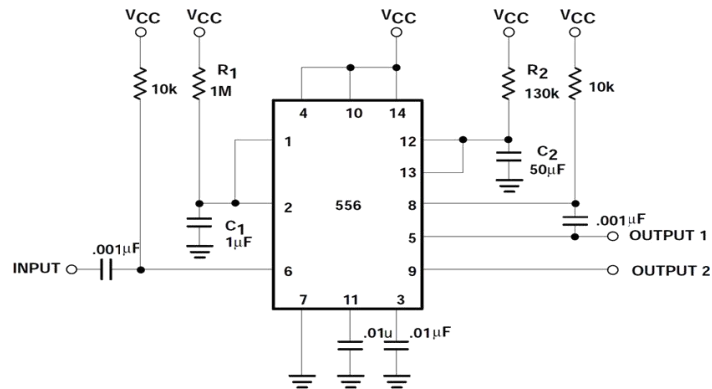 VCC
VCC
VCC
VCC
VCC
10k
R1
1M
R2
130k
10k
4
10
14
1
12
13
C2
50µF
2
556
8
C1
1µF
.001µF
5
OUTPUT 1
.001µF
INPUT
6
9
OUTPUT 2
7
11
3
.01u
.01µF